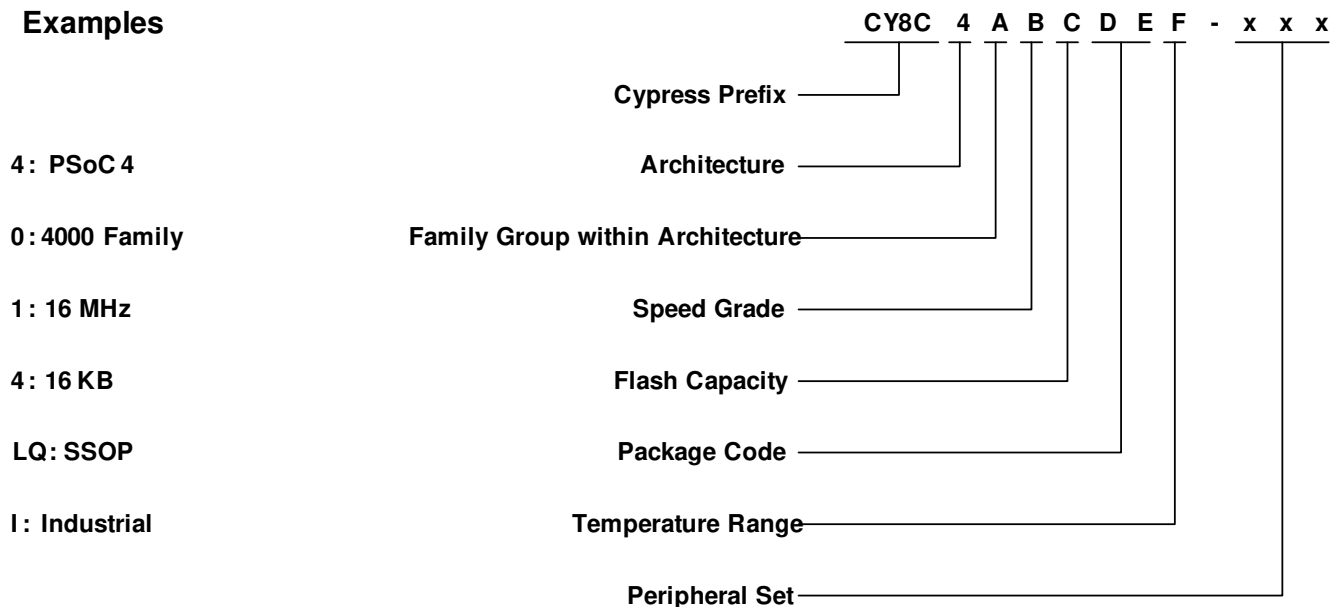 Examples CY8C 4 A B C D E F - x x x
Cypress Prefix
4: PSoC 4 Architecture
0:4000 Family Family Group within Architecture
1: 16 MHz Speed Grade
4: 16 KB Flash Capacity
LQ: SSOP Package Code
I: Industrial Temperature Range
Peripheral Set